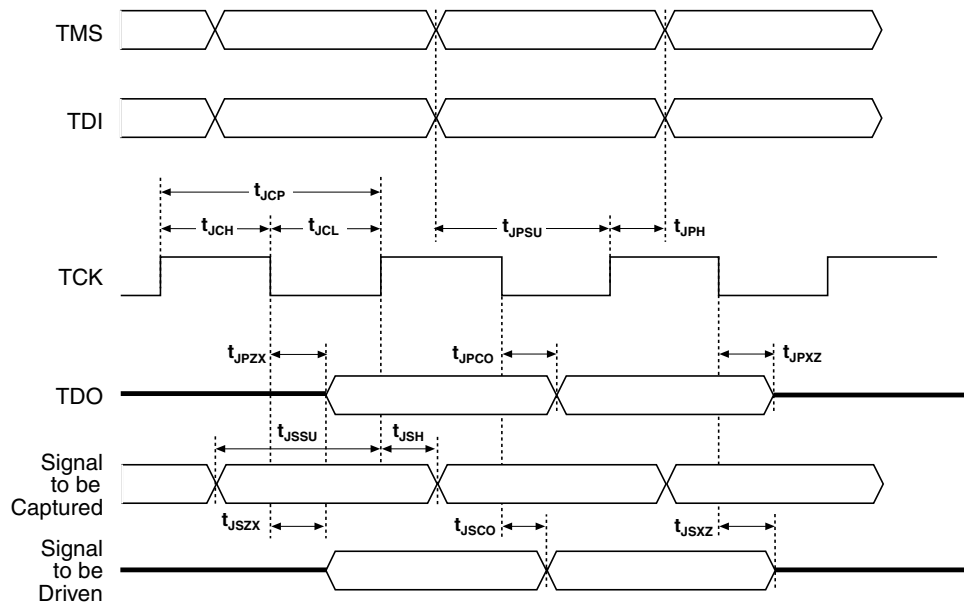 TMS
TDI
tJCP
tJCH
tJCL
tJPSU
tJPH
TCK
tJPZX
tJPCO
tJPXZ
TDO
tJSSU
tJSH
Signal
to be
Captured
tJSZX
tJSCO
tJSXZ
Signal
to be
Driven